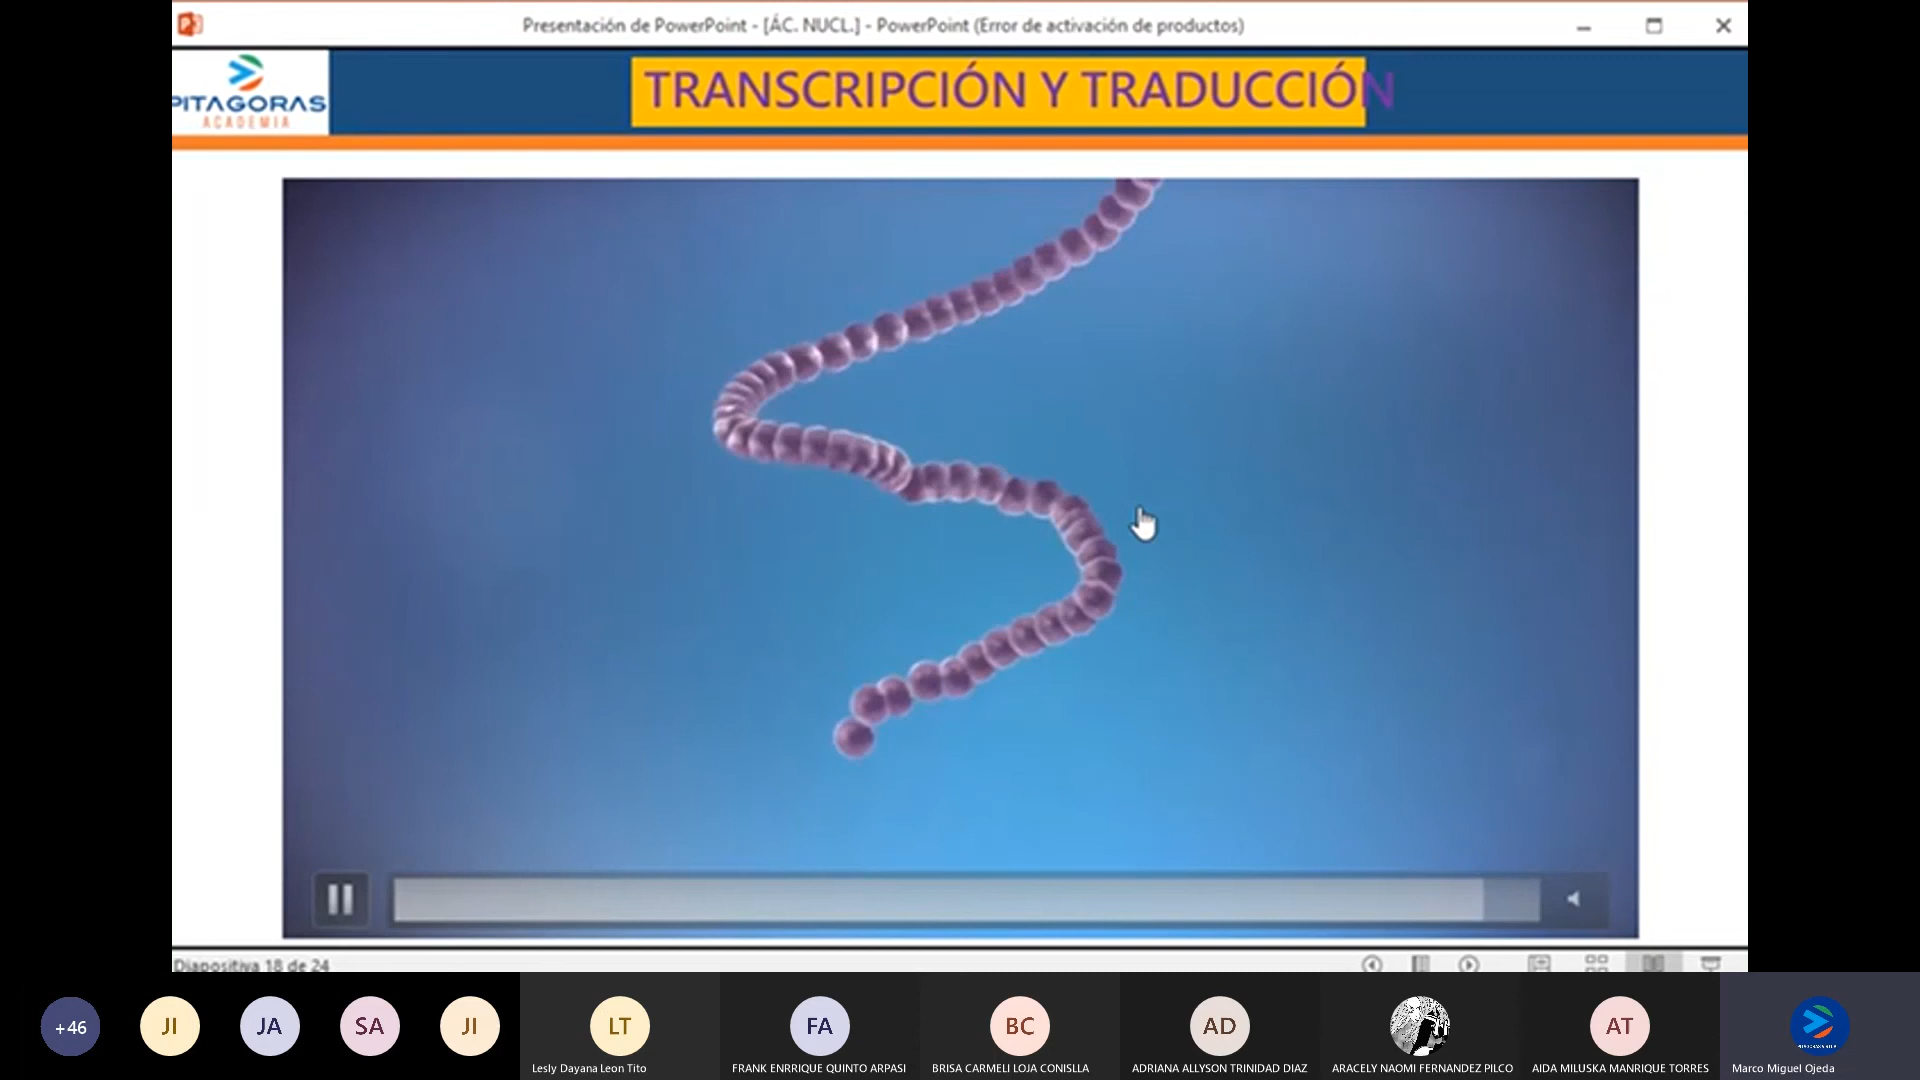 Presentación de PowerPoint - [ÁC. NUCL.] - PowerPoint (Error de activación de productos)
PITAGORAS
ACADEMIA
TRANSCRIPCIÓN Y TRADUCCIÓN
Diapositiva 18 de 24
+46
JI
JA
SA
JI
LT
FA
BC
AD
AT
Lesly Dayana Leon Tito
FRANK ENRRIQUE QUINTO ARPASI
BRISA CARMELI LOJA CONISLLA
ADRIANA ALLYSON TRINIDAD DIAZ
ARACELY NAOMI FERNANDEZ PILCO
AIDA MILUSKA MANRIQUE TORRES
Marco Miguel Ojeda